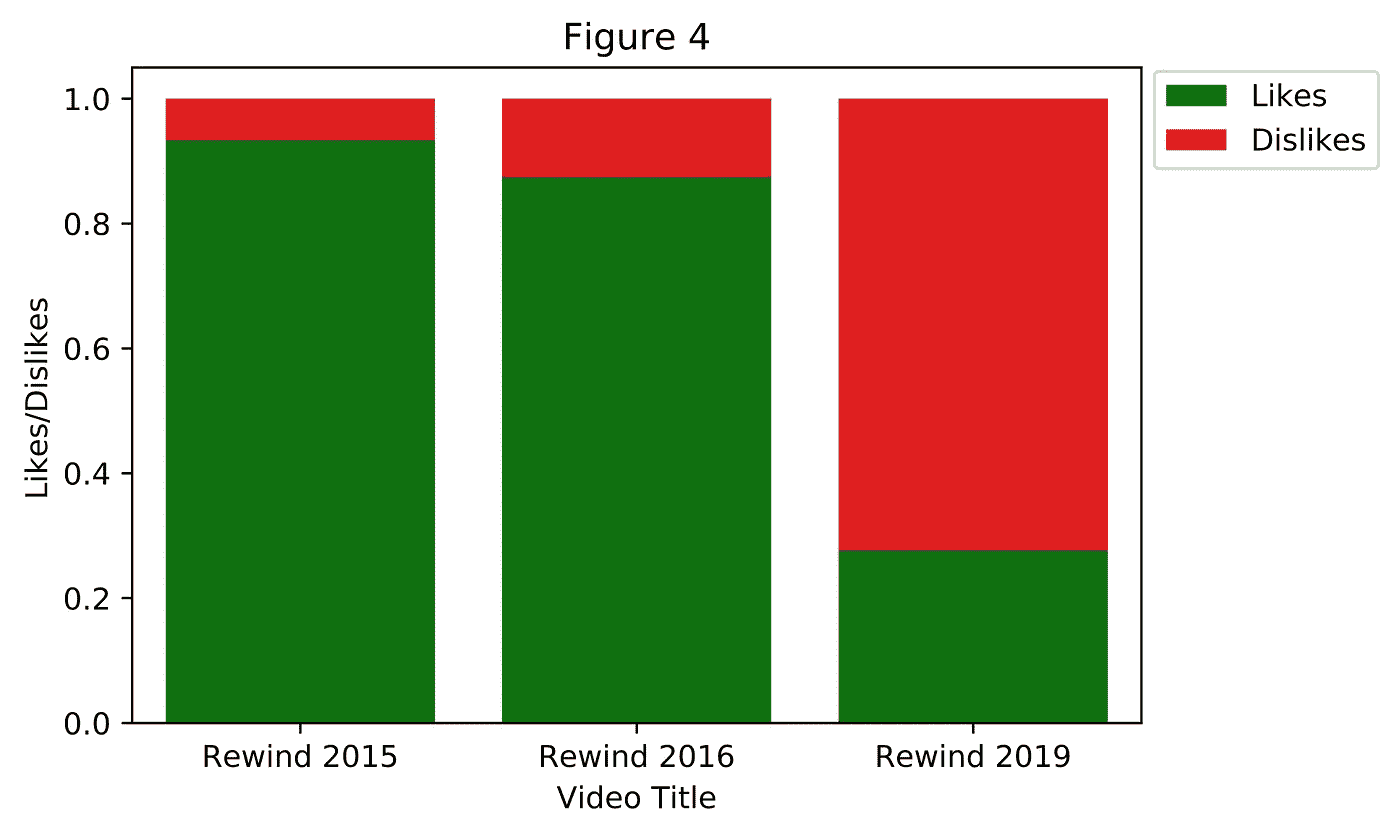 Figure 4
Likes
Dislikes
1.0
0.8
0.6
0.4
0.2
0.0
Likes/Dislikes
Rewind 2015
Rewind 2016
Rewind 2019
Video Title